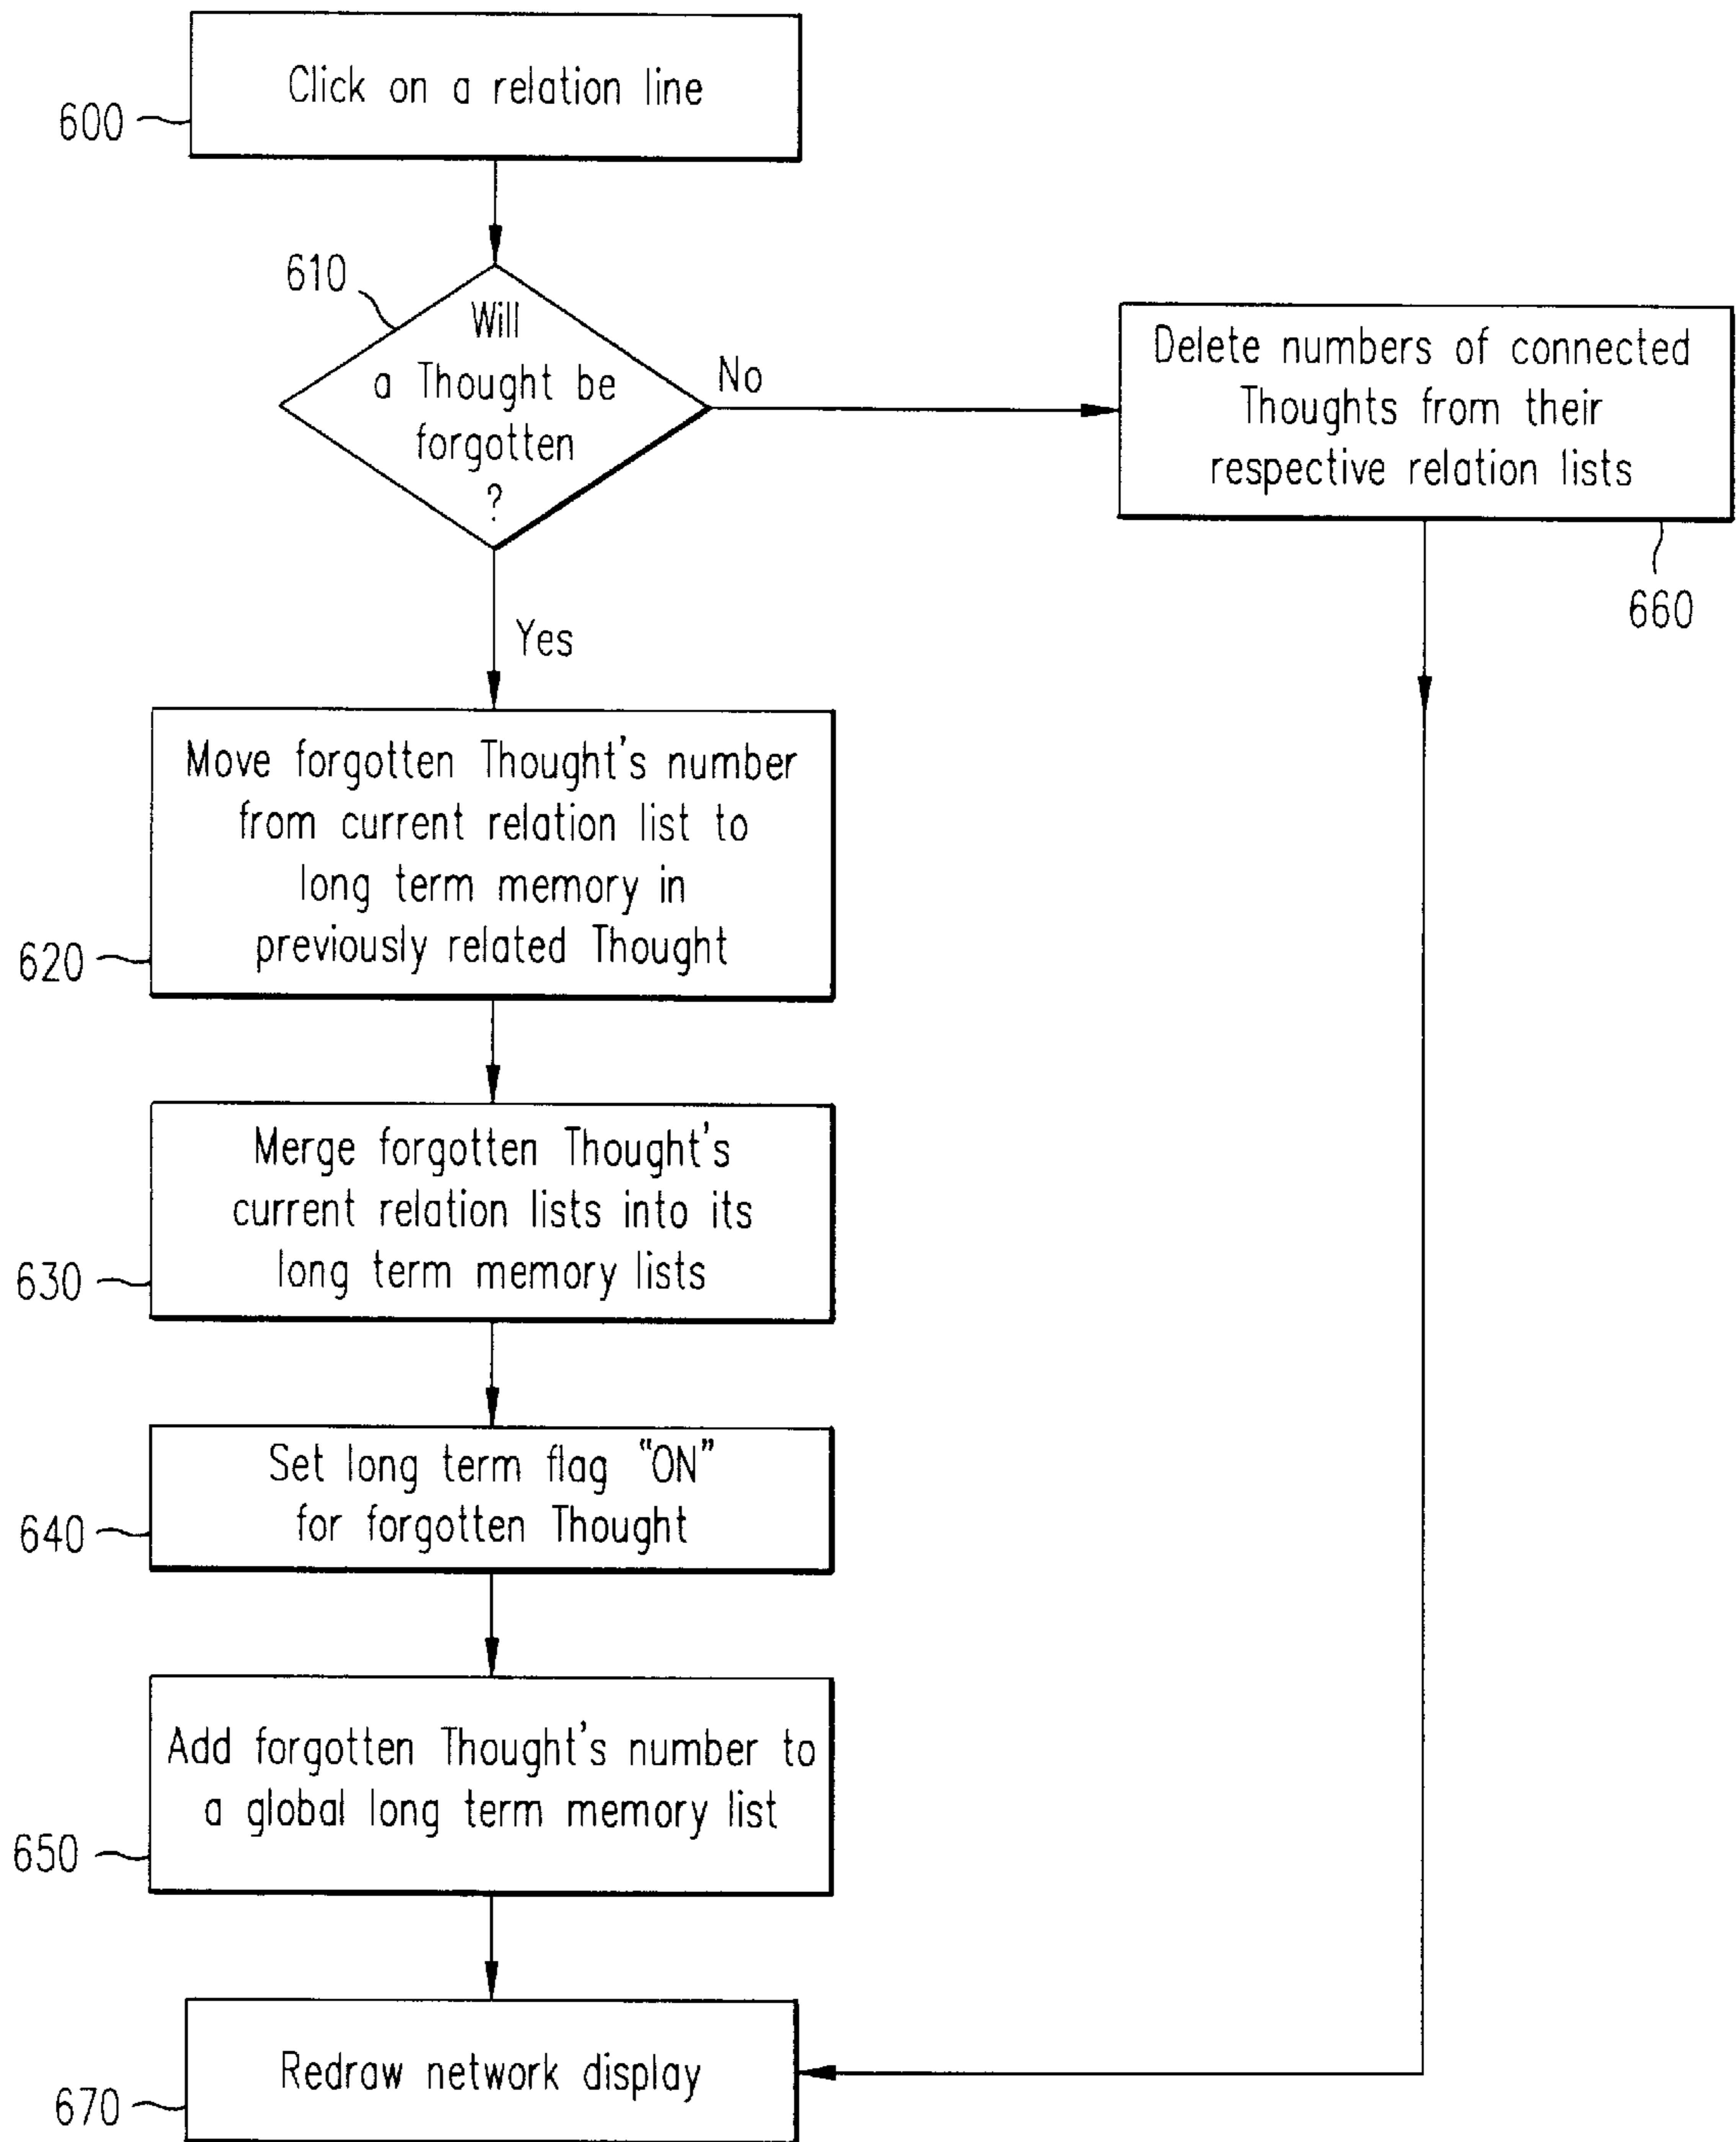 Click on a relation line
600
610
Will
a Thought be
forgotten
?
No
Delete numbers of connected
Thoughts from their
respective relation lists
660
Yes
Move forgotten Thought's number
from current relation list to
long term memory in
previously related Thought
620
Merge forgotten Thought's
current relation lists into its
long term memory lists
630
Set long term flag "ON"
for forgotten Thought
640
Add forgotten Thought's number to
a global long term memory list
650
Redraw network display
670